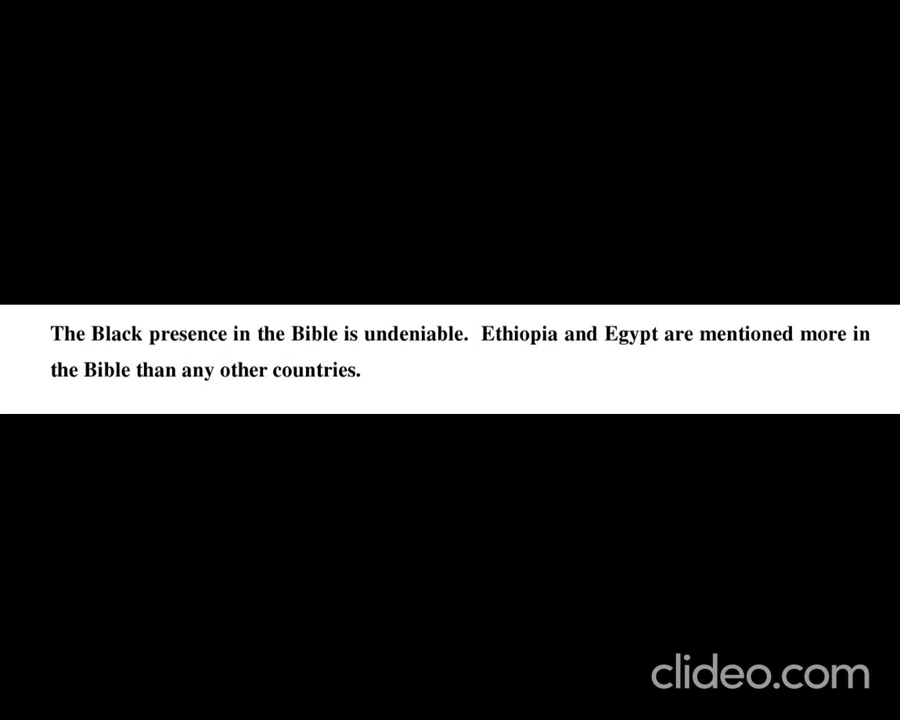 The Black presence in the Bible is undeniable. Ethiopia and Egypt are mentioned more in
the Bible than any other countries.
clideo.com